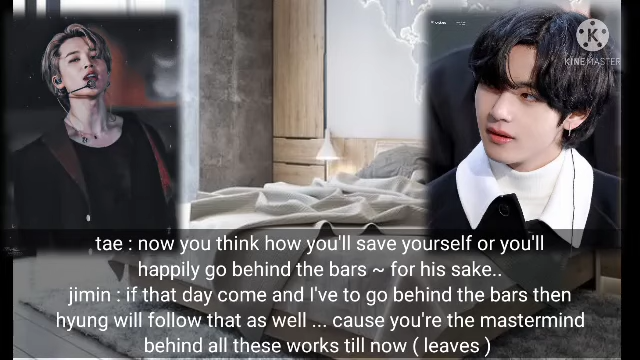 KINEMASTER
tae : now you think how you'll save yourself or you'll
happily go behind the bars ~ for his sake..
jimin : if that day come and I've to go behind the bars then
hyung will follow that as well ... cause you're the mastermind
behind all these works till now ( leaves )